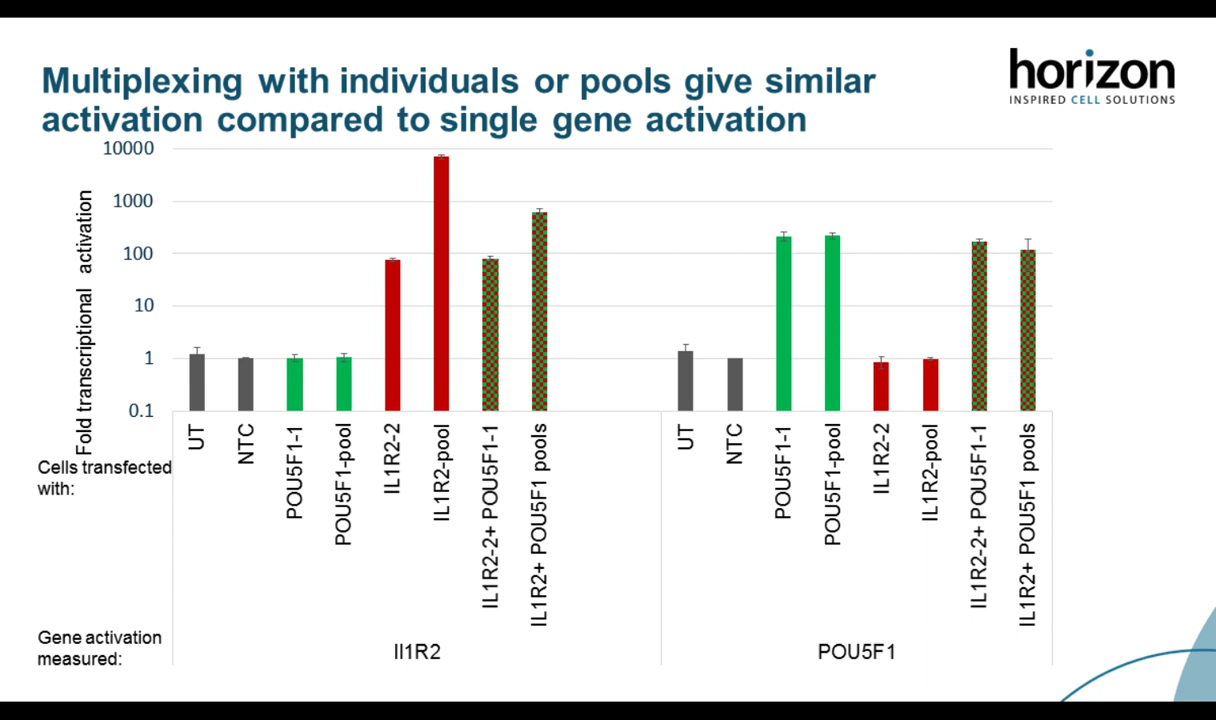 Multiplexing with individuals or pools give similar
activation compared to single gene activation
horizon
INSPIRED CELL SOLUTIONS
Fold transcriptional activation
10000
1000
100
10
1
0.1
Cells transfected
with:
UT
NTC
POU5F1-1
POU5F1-pool
IL1R2-2
IL1R2-pool
IL1R2-2+ POU5F1-1
IL1R2+ POU5F1 pools
UT
NTC
POU5F1-1
POU5F1-pool
IL1R2-2
IL1R2-pool
IL1R2-2+ POU5F1-1
IL1R2+ POU5F1 pools
Gene activation
measured:
Il1R2
POU5F1